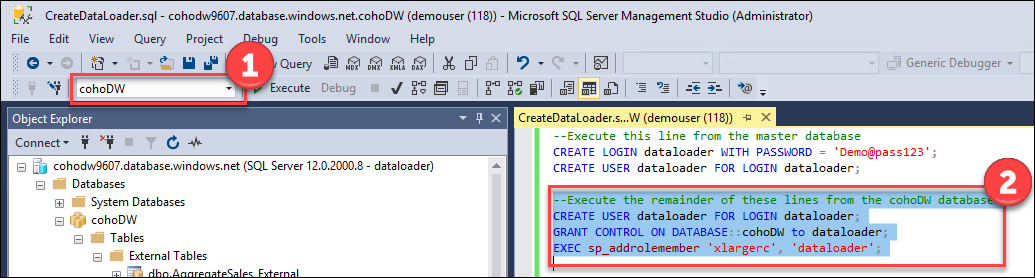 CreateDataLoader.sql - cohodw9607.database.windows.net.cohoDW (demouser (118)) - Microsoft SQL Server Management Studio (Administrator)
File Edit View Query Project Debug Tools Window Help
Query MDX DMX XMLA DAX Generic Debugger
1
cohoDW Execute Debug
Object Explorer
CreateDataLoader.s...W (demouser (118))
Connect
cohodw9607.database.windows.net (SQL Server 12.0.2000.8 - dataloader)
Databases
System Databases
cohoDW
Tables
External Tables
dbo.AggregateSales_External
--Execute this line from the master database
CREATE LOGIN dataloader WITH PASSWORD = 'Demo@pass123';
CREATE USER dataloader FOR LOGIN dataloader;
2
--Execute the remainder of these lines from the cohoDW database
CREATE USER dataloader FOR LOGIN dataloader;
GRANT CONTROL ON DATABASE::cohoDW to dataloader;
EXEC sp_addrolemember 'xlargerc', 'dataloader';